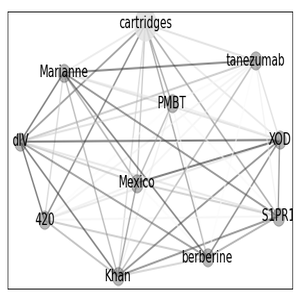 cartridges
tanezumab
Marianne
PMBT
dIV
XOD
Mexico
420
S1PR1
berberine
Khan